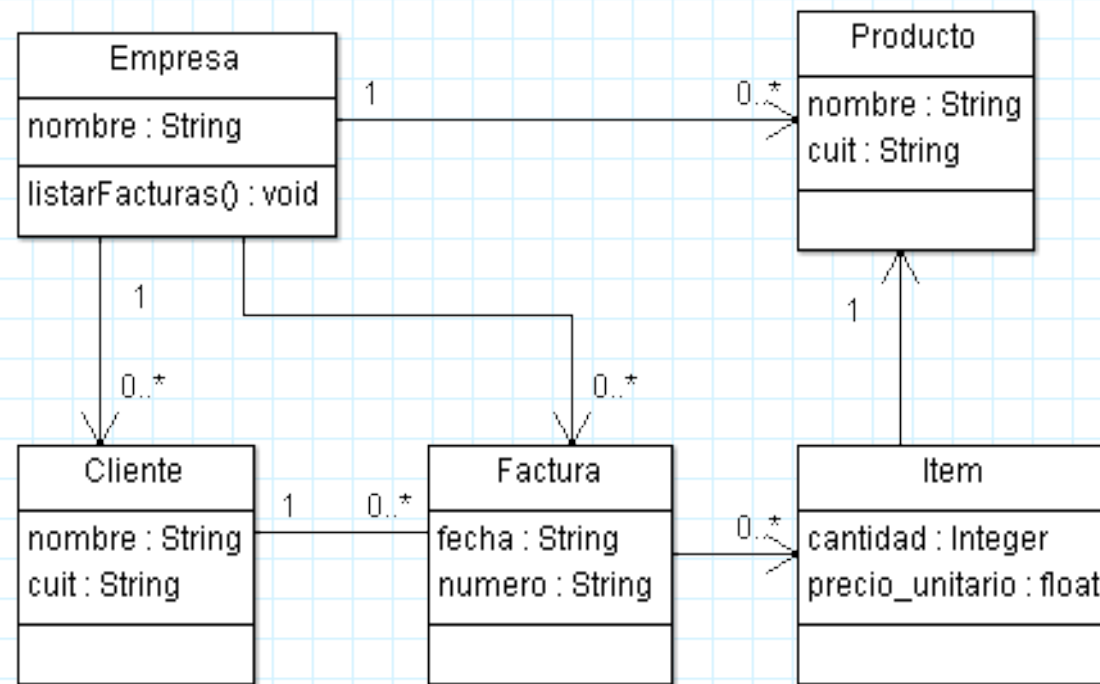 Empresa
nombre : String
listarFacturas() : void
1
0..*
Producto
nombre : String
cuit : String
1
0..*
0..*
1
Cliente
nombre : String
cuit : String
1
0..*
Factura
fecha : String
numero : String
0..*
Item
cantidad : Integer
precio_unitario : float